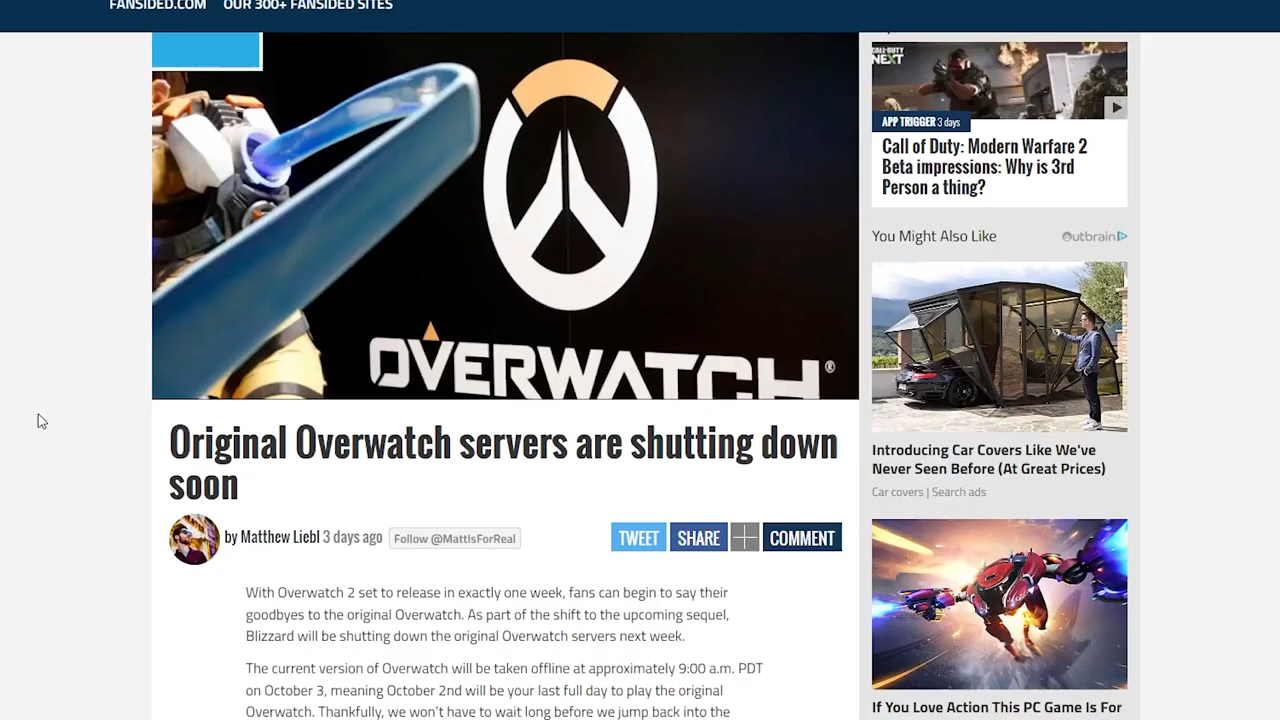 FANSIDED.COM OUR 300+ FANSIDED SITES
OVERWATCH®
Original Overwatch servers are shutting down
soon
by Matthew Liebl 3 days ago Follow @MattIsForReal
TWEET SHARE COMMENT
With Overwatch 2 set to release in exactly one week, fans can begin to say their
goodbyes to the original Overwatch. As part of the shift to the upcoming sequel,
Blizzard will be shutting down the original Overwatch servers next week.
The current version of Overwatch will be taken offline at approximately 9:00 a.m. PDT
on October 3, meaning October 2nd will be your last full day to play the original
Overwatch. Thankfully, we won't have to wait long before we jump back into the
CALL OF DUTY
NEXT
APP TRIGGER 3 days
Call of Duty: Modern Warfare 2
Beta impressions: Why is 3rd
Person a thing?
You Might Also Like
Outbrain
Introducing Car Covers Like We've
Never Seen Before (At Great Prices)
Car covers | Search ads
If You Love Action This PC Game Is For